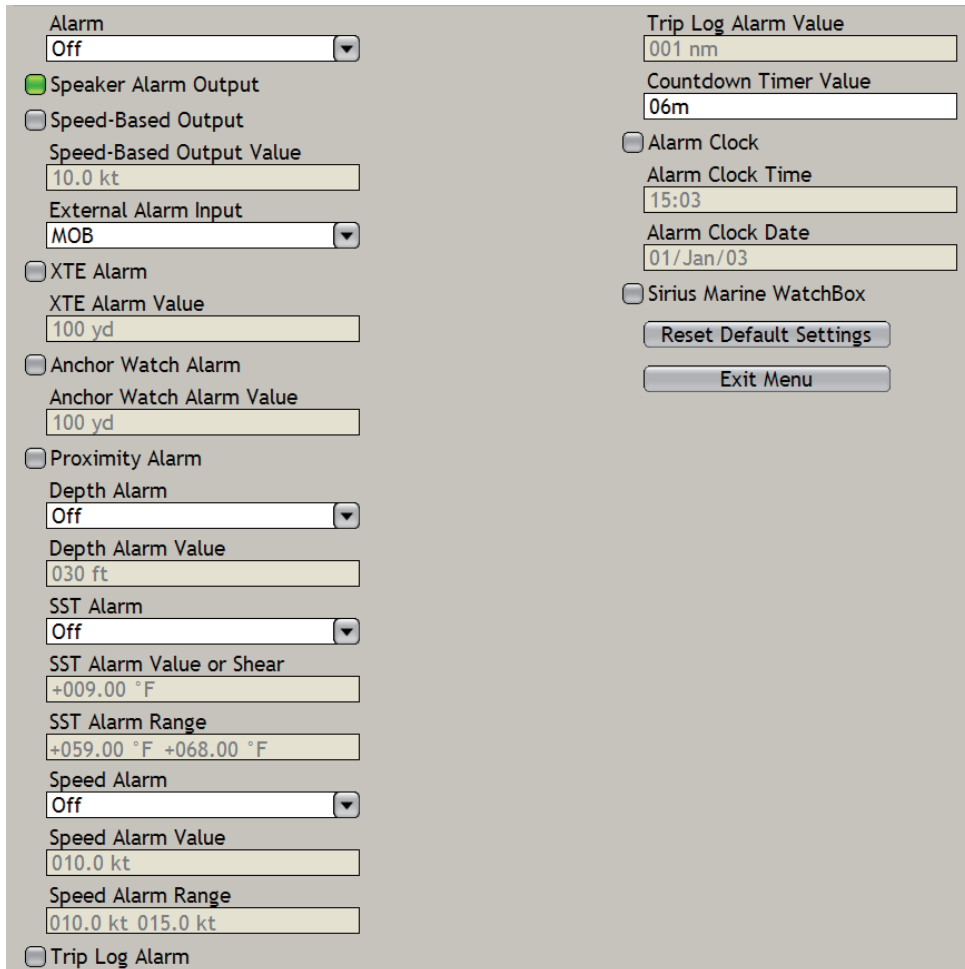 Alarm
Off
Speaker Alarm Output
Speed-Based Output
Speed-Based Output Value
10.0 kt
External Alarm Input
MOB
XTE Alarm
XTE Alarm Value
100 yd
Anchor Watch Alarm
Anchor Watch Alarm Value
100 yd
Proximity Alarm
Depth Alarm
Off
Depth Alarm Value
030 ft
SST Alarm
Off
SST Alarm Value or Shear
+009.00 °F
SST Alarm Range
+059.00 °F +068.00 °F
Speed Alarm
Off
Speed Alarm Value
010.0 kt
Speed Alarm Range
010.0 kt 015.0 kt
Trip Log Alarm
Trip Log Alarm Value
001 nm
Countdown Timer Value
06m
Alarm Clock
Alarm Clock Time
15:03
Alarm Clock Date
01/Jan/03
Sirius Marine WatchBox
Reset Default Settings
Exit Menu